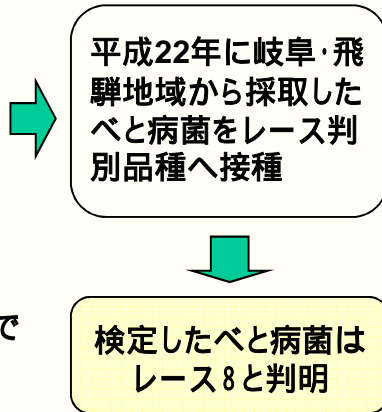 平成22年に岐阜・飛
騨地域から採取した
べと病菌をレース判
別品種へ接種
で
検定したべと病菌は
レース8と判明